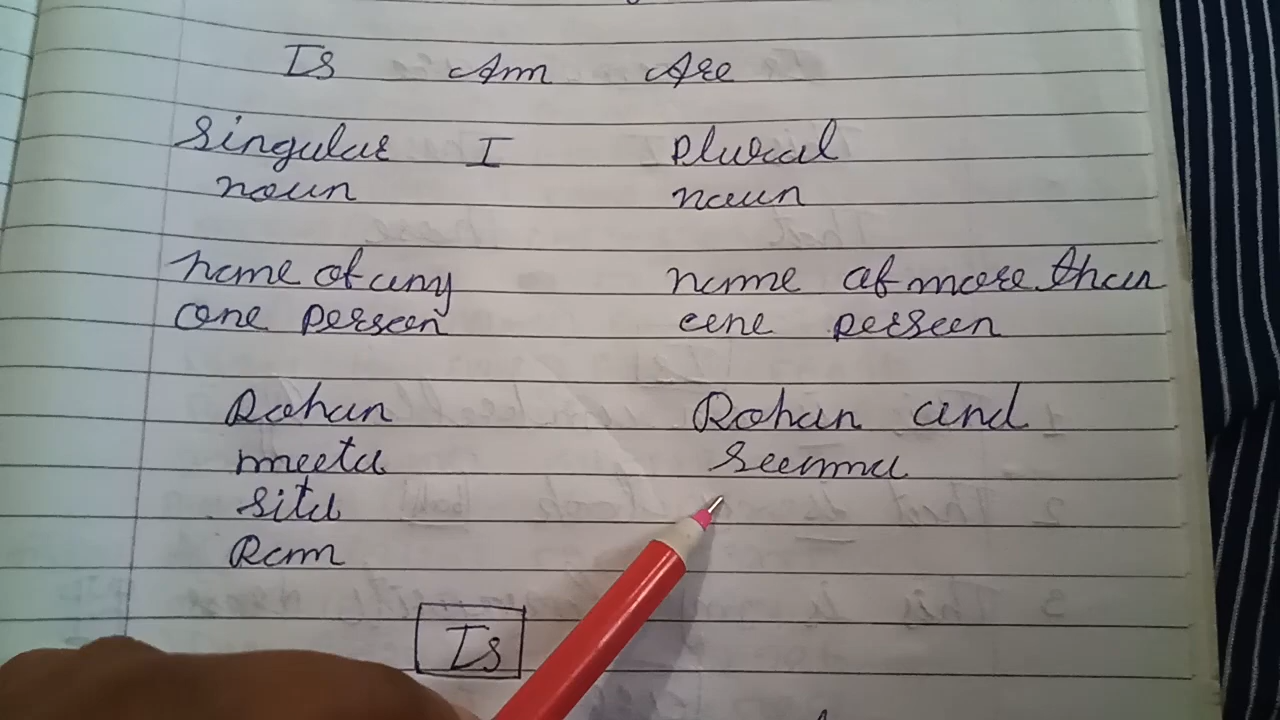 Is Am Are
Singular I Plural
noun noun
name of any name of more than
one person one person
Rohan Rohan and
meeta Seema
Sita
Ram
Is